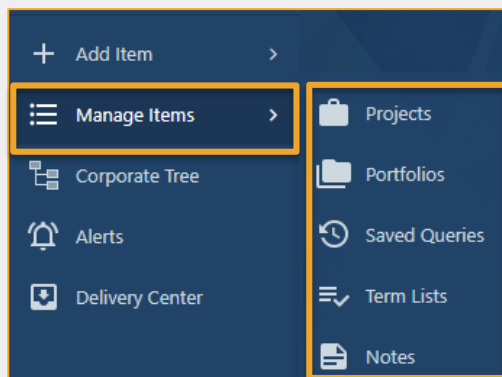 Add Item
Manage Items
Corporate Tree
Alerts
Delivery Center
Projects
Portfolios
Saved Queries
Term Lists
Notes